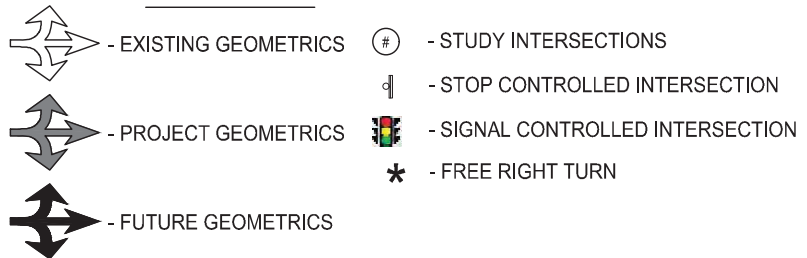 - EXISTING GEOMETRICS
- PROJECT GEOMETRICS
- FUTURE GEOMETRICS
# - STUDY INTERSECTIONS
- STOP CONTROLLED INTERSECTION
- SIGNAL CONTROLLED INTERSECTION
* - FREE RIGHT TURN